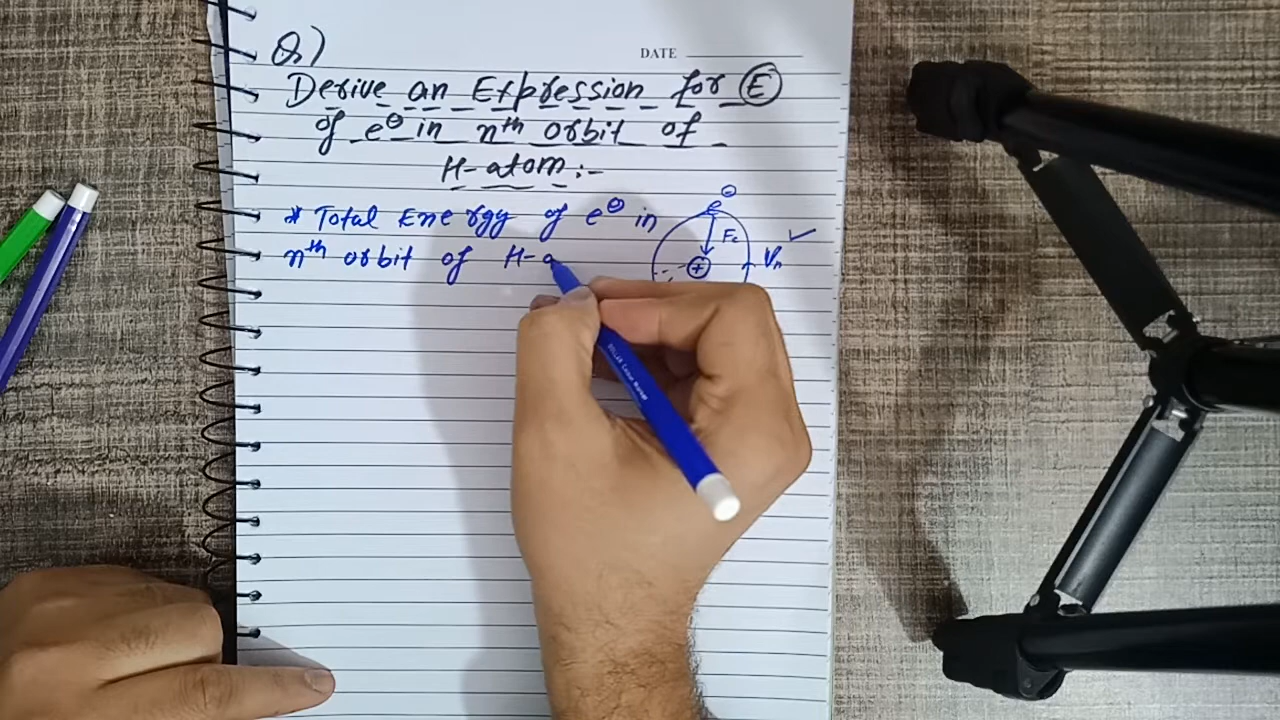 Q)
DATE
Derive an Expression for E
of e⊖ in nth orbit of
H-atom:-
* Total Energy of e⊖ in
nth orbit of H-a
⊖
e
Fc
+
Vn ✓